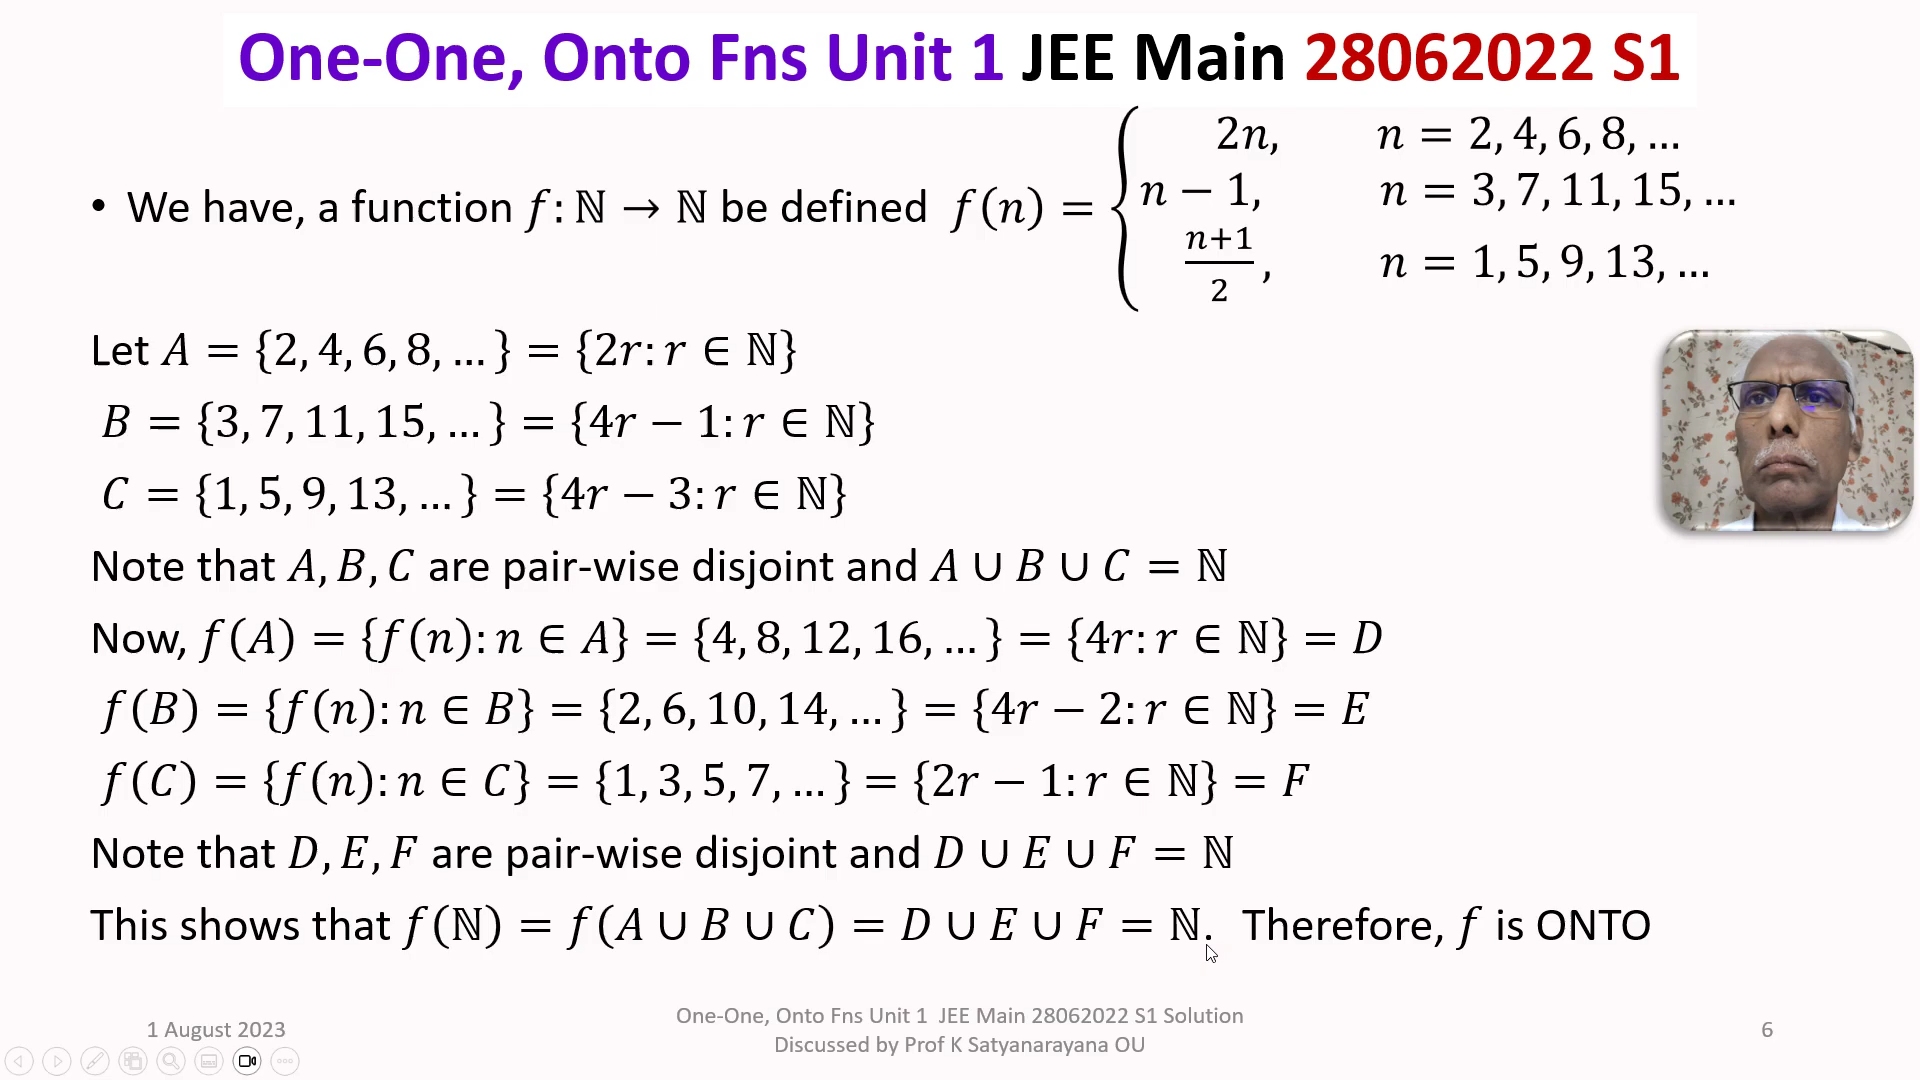 One-One, Onto Fns Unit 1 JEE Main 28062022 S1
• We have, a function f: ℕ → ℕ be defined f(n) = { 2n, n = 2, 4, 6, 8, …
n − 1, n = 3, 7, 11, 15, …
(n+1)/2, n = 1, 5, 9, 13, …
Let A = {2, 4, 6, 8, … } = {2r: r ∈ ℕ}
B = {3, 7, 11, 15, … } = {4r − 1: r ∈ ℕ}
C = {1, 5, 9, 13, … } = {4r − 3: r ∈ ℕ}
Note that A, B, C are pair-wise disjoint and A ∪ B ∪ C = ℕ
Now, f(A) = {f(n): n ∈ A} = {4, 8, 12, 16, … } = {4r: r ∈ ℕ} = D
f(B) = {f(n): n ∈ B} = {2, 6, 10, 14, … } = {4r − 2: r ∈ ℕ} = E
f(C) = {f(n): n ∈ C} = {1, 3, 5, 7, … } = {2r − 1: r ∈ ℕ} = F
Note that D, E, F are pair-wise disjoint and D ∪ E ∪ F = ℕ
This shows that f(ℕ) = f(A ∪ B ∪ C) = D ∪ E ∪ F = ℕ. Therefore, f is ONTO
1 August 2023
One-One, Onto Fns Unit 1 JEE Main 28062022 S1 Solution
Discussed by Prof K Satyanarayana OU
6